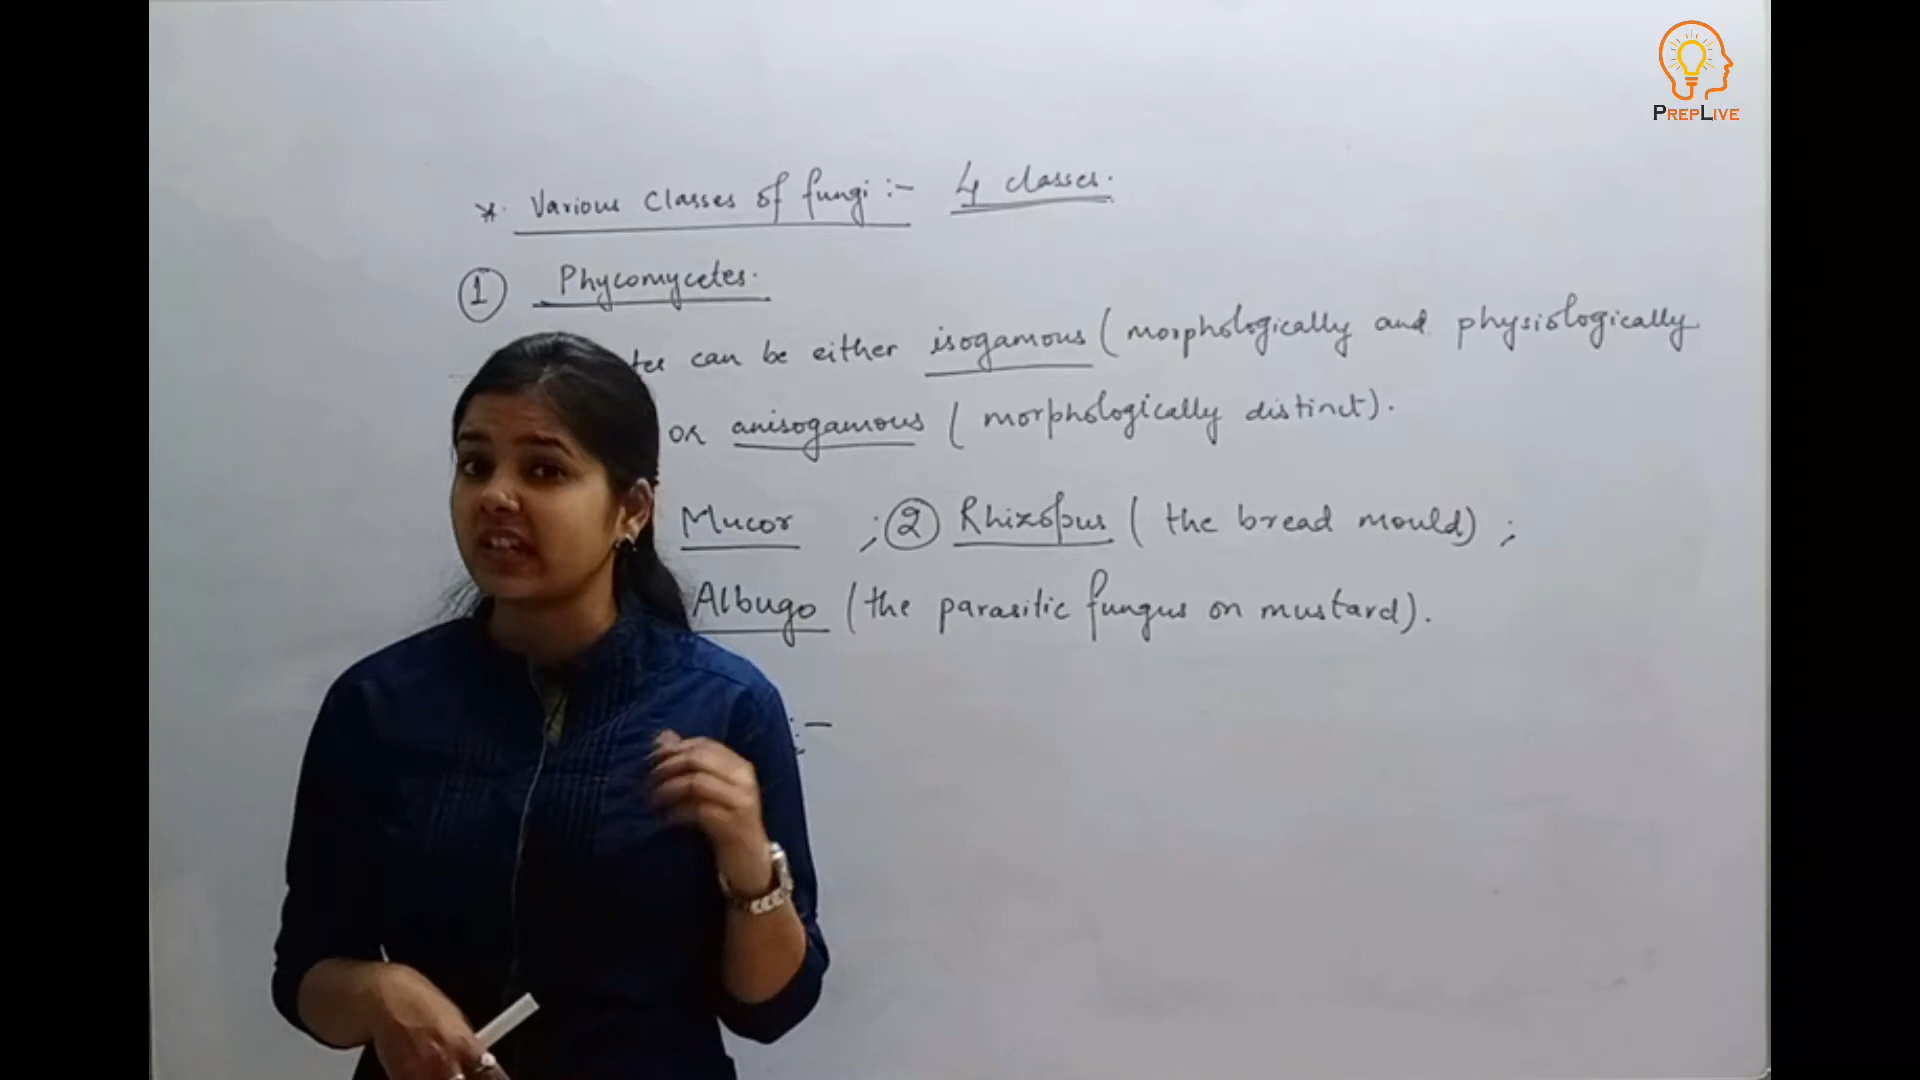 PREPLIVE
* Various Classes of fungi :- 4 classes.
1 Phycomycetes.
can be either isogamous ( morphologically and physiologically
or anisogamous ( morphologically distinct ).
Mucor ; 2 Rhizopus ( the bread mould) ;
Albugo ( the parasitic fungus on mustard ).
:-